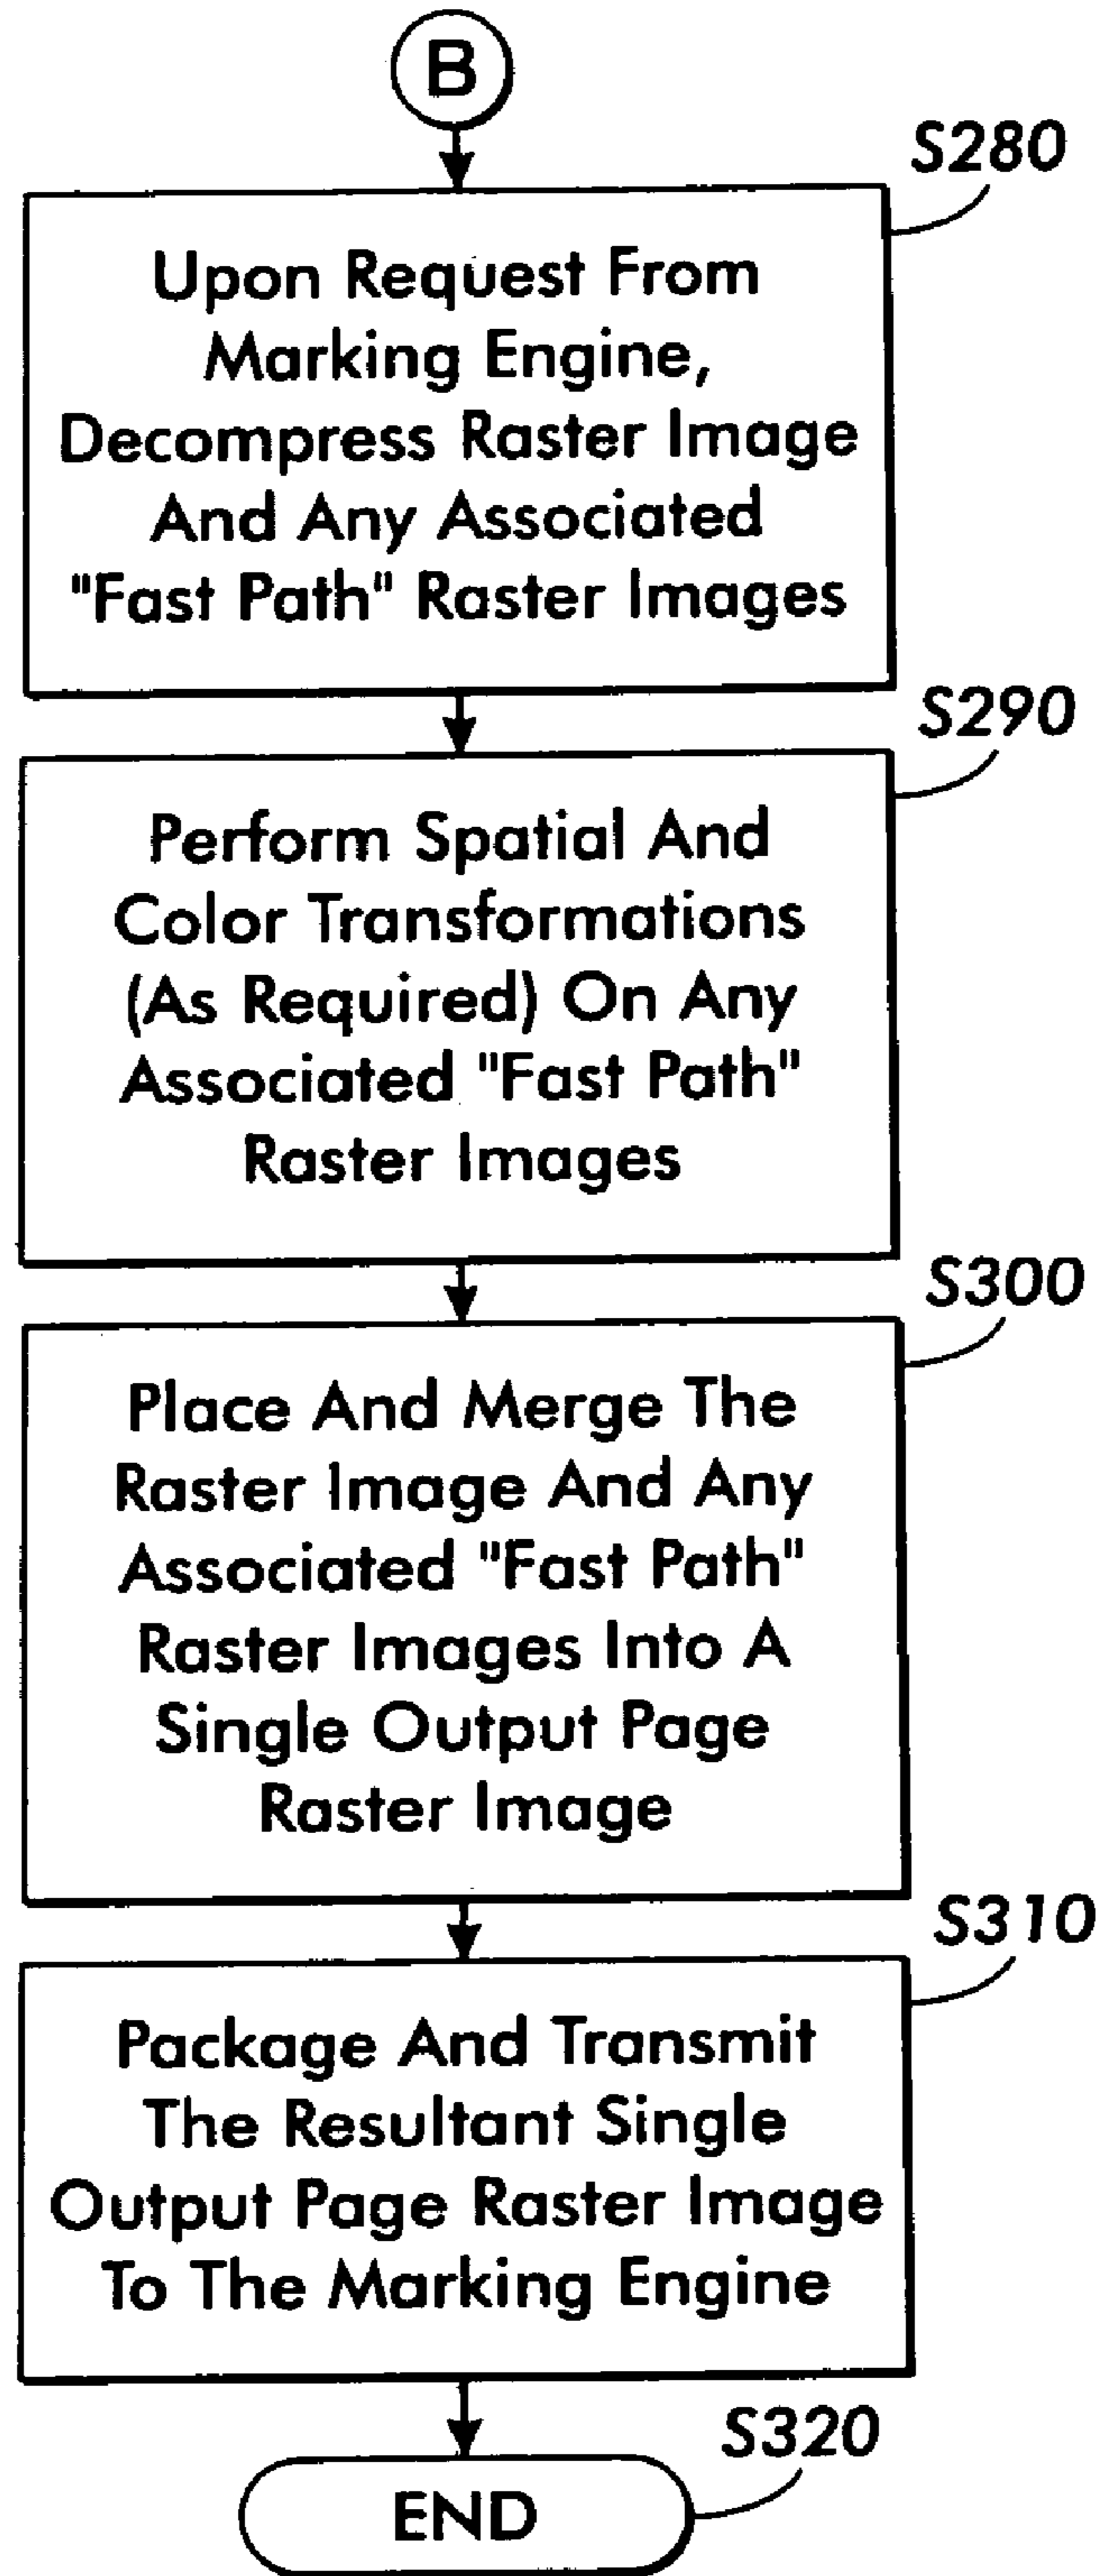 B
S280
Upon Request From
Marking Engine,
Decompress Raster Image
And Any Associated
"Fast Path" Raster Images
S290
Perform Spatial And
Color Transformations
(As Required) On Any
Associated "Fast Path"
Raster Images
S300
Place And Merge The
Raster Image And Any
Associated "Fast Path"
Raster Images Into A
Single Output Page
Raster Image
S310
Package And Transmit
The Resultant Single
Output Page Raster Image
To The Marking Engine
S320
END